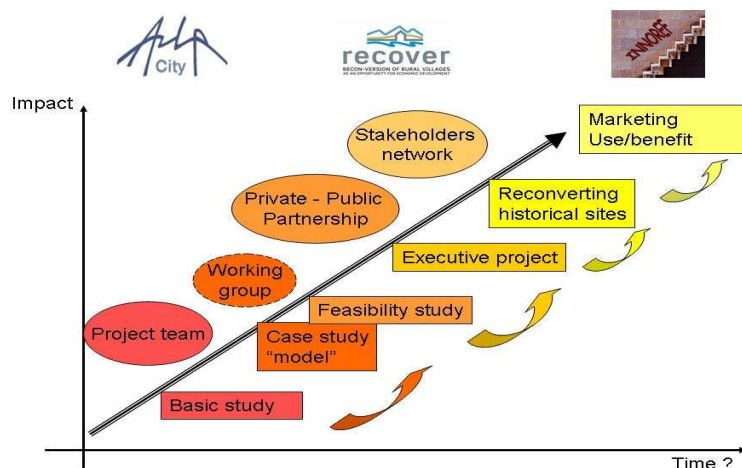 Alp
City
recover
RECON-VERSION OF RURAL VILLAGES
AS AN OPPORTUNITY FOR ECONOMIC DEVELOPMENT
INNOREF
Impact
Marketing
Use/benefit
Stakeholders
network
Reconverting
historical sites
Private - Public
Partnership
Executive project
Working
group
Feasibility study
Project team
Case study
“model”
Basic study
Time ?